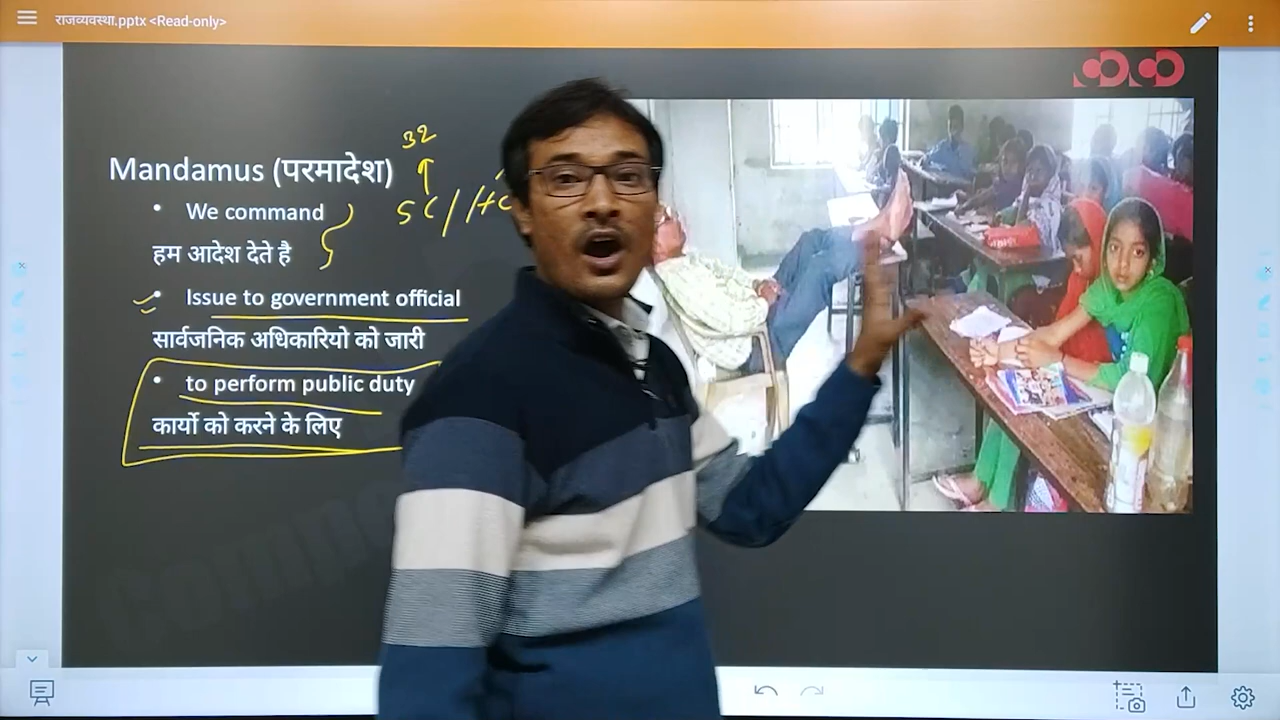 राजव्यवस्था.pptx <Read-only>
32
Mandamus (परमादेश)
SC/HC
We command
हम आदेश देते है
Issue to government official
सार्वजनिक अधिकारियो को जारी
to perform public duty
कार्यो को करने के लिए